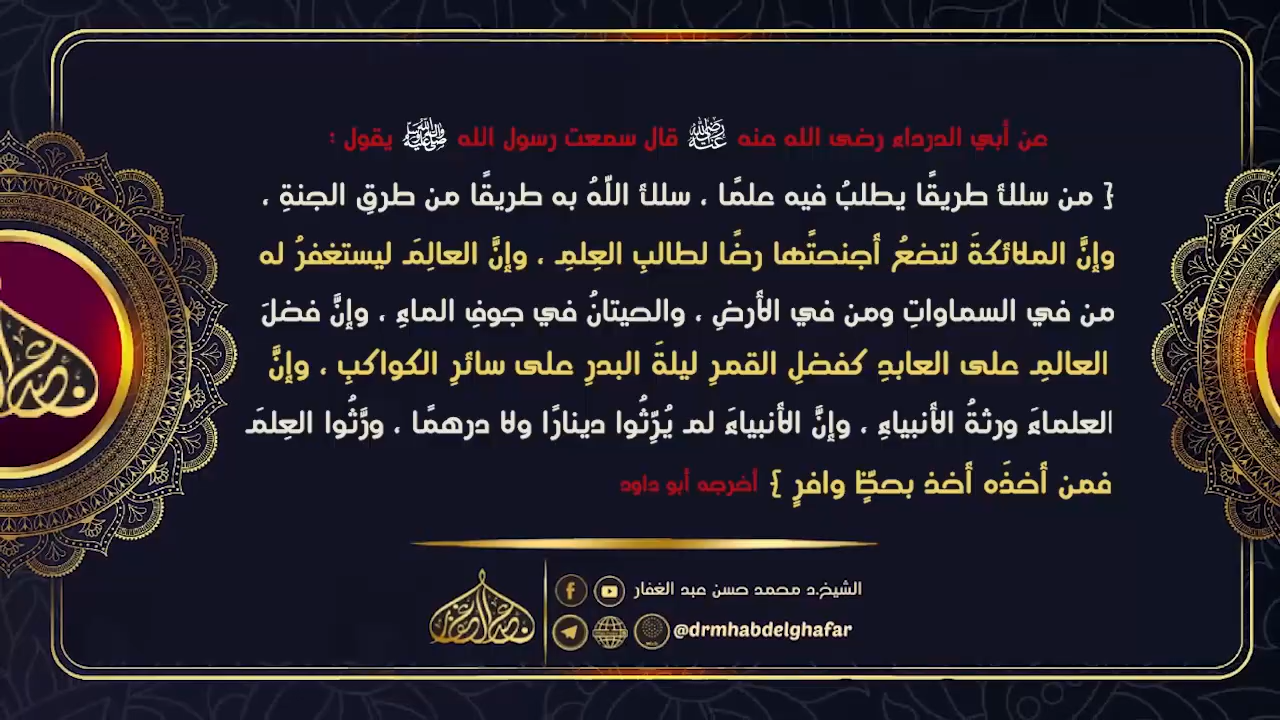 عن أبي الدرداء رضى الله عنه ﵁ قال سمعت رسول الله ﷺ يقول :
{ من سلك طريقًا يطلبُ فيه علمًا ، سلك اللّهُ به طريقًا من طرقِ الجنةِ ،
وإنَّ الملائكةَ لتضعُ أجنحتَها رضًا لطالبِ العِلمِ ، وإنَّ العالِمَ ليستغفرُ له
من في السماواتِ ومن في الأرضِ ، والحيتانُ في جوفِ الماءِ ، وإنَّ فضلَ
العالمِ على العابدِ كفضلِ القمرِ ليلةَ البدرِ على سائرِ الكواكبِ ، وإنَّ
العلماءَ ورثةُ الأنبياءِ ، وإنَّ الأنبياءَ لم يُرِّثُوا دينارًا ولا درهمًا ، ورَّثُوا العِلمَ
فمن أخذَه أخذ بحظٍّ وافرٍ } أخرجه أبو داود
الشيخ.د محمد حسن عبد الغفار
@drmhabdelghafar